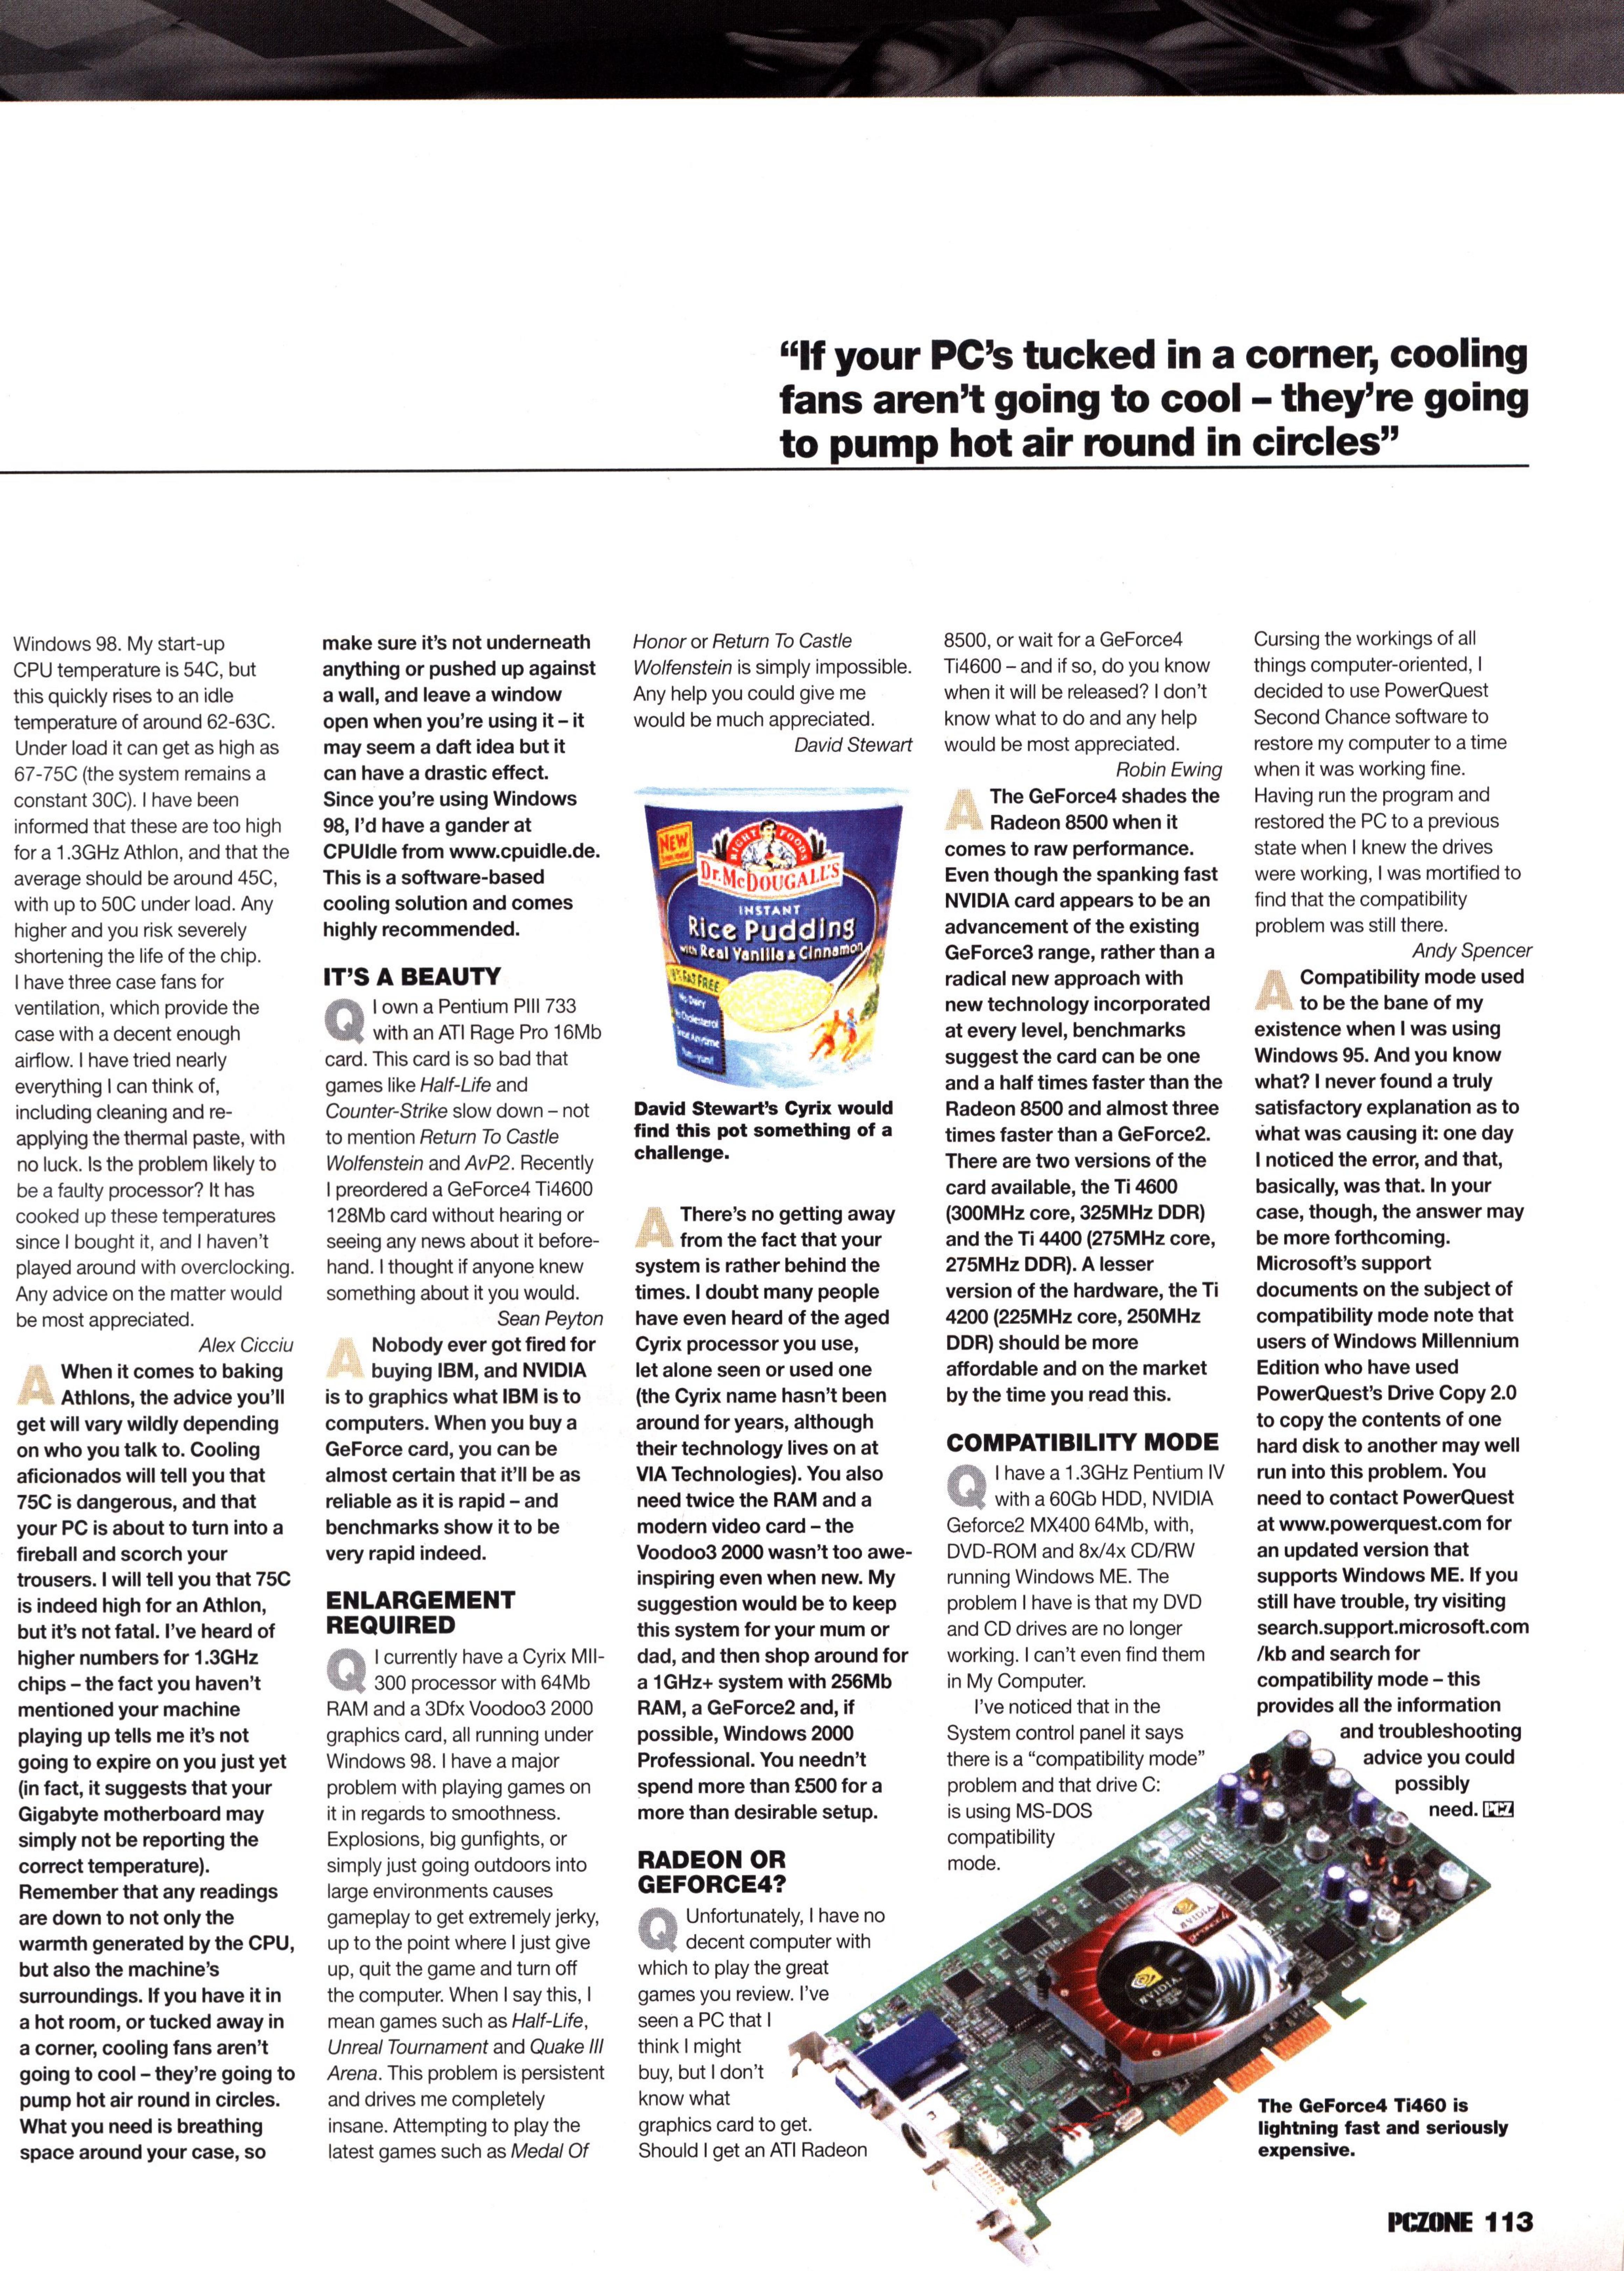 “If your PC’s tucked in a corner, cooling
fans aren’t going to cool – they’re going
to pump hot air round in circles”
Windows 98. My start-up
CPU temperature is 54C, but
this quickly rises to an idle
temperature of around 62-63C.
Under load it can get as high as
67-75C (the system remains a
constant 30C). I have been
informed that these are too high
for a 1.3GHz Athlon, and that the
average should be around 45C,
with up to 50C under load. Any
higher and you risk severely
shortening the life of the chip.
I have three case fans for
ventilation, which provide the
case with a decent enough
airflow. I have tried nearly
everything I can think of,
including cleaning and re-
applying the thermal paste, with
no luck. Is the problem likely to
be a faulty processor? It has
cooked up these temperatures
since I bought it, and I haven’t
played around with overclocking.
Any advice on the matter would
be most appreciated.
Alex Cicciu
A When it comes to baking
Athlons, the advice you’ll
get will vary wildly depending
on who you talk to. Cooling
aficionados will tell you that
75C is dangerous, and that
your PC is about to turn into a
fireball and scorch your
trousers. I will tell you that 75C
is indeed high for an Athlon,
but it’s not fatal. I’ve heard of
higher numbers for 1.3GHz
chips – the fact you haven’t
mentioned your machine
playing up tells me it’s not
going to expire on you just yet
(in fact, it suggests that your
Gigabyte motherboard may
simply not be reporting the
correct temperature).
Remember that any readings
are down to not only the
warmth generated by the CPU,
but also the machine’s
surroundings. If you have it in
a hot room, or tucked away in
a corner, cooling fans aren’t
going to cool – they’re going to
pump hot air round in circles.
What you need is breathing
space around your case, so
make sure it’s not underneath
anything or pushed up against
a wall, and leave a window
open when you’re using it – it
may seem a daft idea but it
can have a drastic effect.
Since you’re using Windows
98, I’d have a gander at
CPUIdle from www.cpuidle.de.
This is a software-based
cooling solution and comes
highly recommended.
IT’S A BEAUTY
Q I own a Pentium PIII 733
with an ATI Rage Pro 16Mb
card. This card is so bad that
games like Half-Life and
Counter-Strike slow down – not
to mention Return To Castle
Wolfenstein and AvP2. Recently
I preordered a GeForce4 Ti4600
128Mb card without hearing or
seeing any news about it before-
hand. I thought if anyone knew
something about it you would.
Sean Peyton
A Nobody ever got fired for
buying IBM, and NVIDIA
is to graphics what IBM is to
computers. When you buy a
GeForce card, you can be
almost certain that it’ll be as
reliable as it is rapid – and
benchmarks show it to be
very rapid indeed.
ENLARGEMENT
REQUIRED
Q I currently have a Cyrix MII-
300 processor with 64Mb
RAM and a 3Dfx Voodoo3 2000
graphics card, all running under
Windows 98. I have a major
problem with playing games on
it in regards to smoothness.
Explosions, big gunfights, or
simply just going outdoors into
large environments causes
gameplay to get extremely jerky,
up to the point where I just give
up, quit the game and turn off
the computer. When I say this, I
mean games such as Half-Life,
Unreal Tournament and Quake III
Arena. This problem is persistent
and drives me completely
insane. Attempting to play the
latest games such as Medal Of
Honor or Return To Castle
Wolfenstein is simply impossible.
Any help you could give me
would be much appreciated.
David Stewart
NEW
RIGHT FOODS
Dr. McDOUGALL’S
INSTANT
Rice Pudding
with Real Vanilla & Cinnamon
FAT FREE
No Dairy
No Cholesterol
David Stewart’s Cyrix would
find this pot something of a
challenge.
A There’s no getting away
from the fact that your
system is rather behind the
times. I doubt many people
have even heard of the aged
Cyrix processor you use,
let alone seen or used one
(the Cyrix name hasn’t been
around for years, although
their technology lives on at
VIA Technologies). You also
need twice the RAM and a
modern video card – the
Voodoo3 2000 wasn’t too awe-
inspiring even when new. My
suggestion would be to keep
this system for your mum or
dad, and then shop around for
a 1GHz+ system with 256Mb
RAM, a GeForce2 and, if
possible, Windows 2000
Professional. You needn’t
spend more than £500 for a
more than desirable setup.
RADEON OR
GEFORCE4?
Q Unfortunately, I have no
decent computer with
which to play the great
games you review. I’ve
seen a PC that I
think I might
buy, but I don’t
know what
graphics card to get.
Should I get an ATI Radeon
8500, or wait for a GeForce4
Ti4600 – and if so, do you know
when it will be released? I don’t
know what to do and any help
would be most appreciated.
Robin Ewing
A The GeForce4 shades the
Radeon 8500 when it
comes to raw performance.
Even though the spanking fast
NVIDIA card appears to be an
advancement of the existing
GeForce3 range, rather than a
radical new approach with
new technology incorporated
at every level, benchmarks
suggest the card can be one
and a half times faster than the
Radeon 8500 and almost three
times faster than a GeForce2.
There are two versions of the
card available, the Ti 4600
(300MHz core, 325MHz DDR)
and the Ti 4400 (275MHz core,
275MHz DDR). A lesser
version of the hardware, the Ti
4200 (225MHz core, 250MHz
DDR) should be more
affordable and on the market
by the time you read this.
COMPATIBILITY MODE
Q I have a 1.3GHz Pentium IV
with a 60Gb HDD, NVIDIA
Geforce2 MX400 64Mb, with,
DVD-ROM and 8x/4x CD/RW
running Windows ME. The
problem I have is that my DVD
and CD drives are no longer
working. I can’t even find them
in My Computer.
I’ve noticed that in the
System control panel it says
there is a “compatibility mode”
problem and that drive C:
is using MS-DOS
compatibility
mode.
Cursing the workings of all
things computer-oriented, I
decided to use PowerQuest
Second Chance software to
restore my computer to a time
when it was working fine.
Having run the program and
restored the PC to a previous
state when I knew the drives
were working, I was mortified to
find that the compatibility
problem was still there.
Andy Spencer
A Compatibility mode used
to be the bane of my
existence when I was using
Windows 95. And you know
what? I never found a truly
satisfactory explanation as to
what was causing it: one day
I noticed the error, and that,
basically, was that. In your
case, though, the answer may
be more forthcoming.
Microsoft’s support
documents on the subject of
compatibility mode note that
users of Windows Millennium
Edition who have used
PowerQuest’s Drive Copy 2.0
to copy the contents of one
hard disk to another may well
run into this problem. You
need to contact PowerQuest
at www.powerquest.com for
an updated version that
supports Windows ME. If you
still have trouble, try visiting
search.support.microsoft.com
/kb and search for
compatibility mode – this
provides all the information
and troubleshooting
advice you could
possibly
need. PCZ
NVIDIA
NVIDIA
The GeForce4 Ti460 is
lightning fast and seriously
expensive.
PCZONE 113